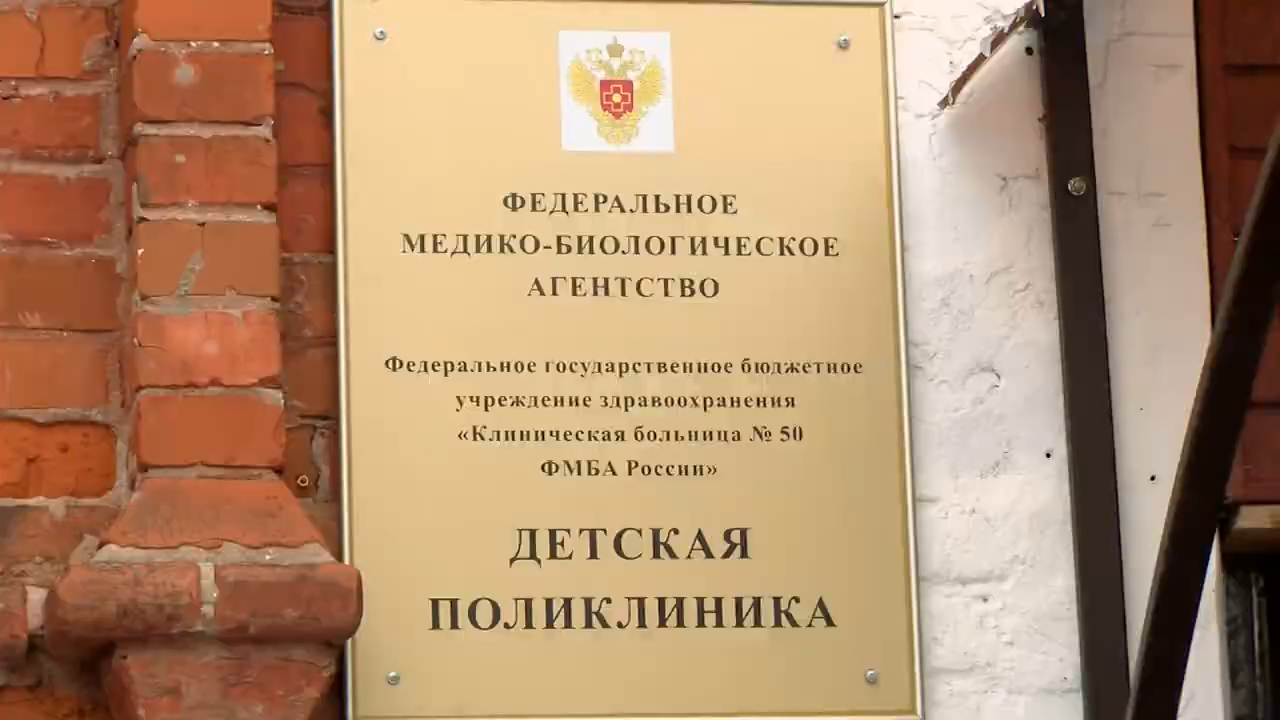 ФЕДЕРАЛЬНОЕ
МЕДИКО-БИОЛОГИЧЕСКОЕ
АГЕНТСТВО
Федеральное государственное бюджетное
учреждение здравоохранения
«Клиническая больница № 50
ФМБА России»
ДЕТСКАЯ
ПОЛИКЛИНИКА